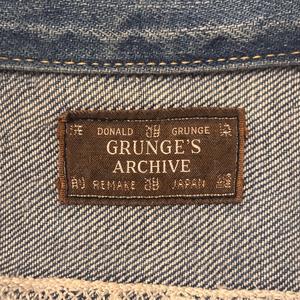 DONALD GRUNGE
GRUNGE'S
ARCHIVE
REMAKE JAPAN